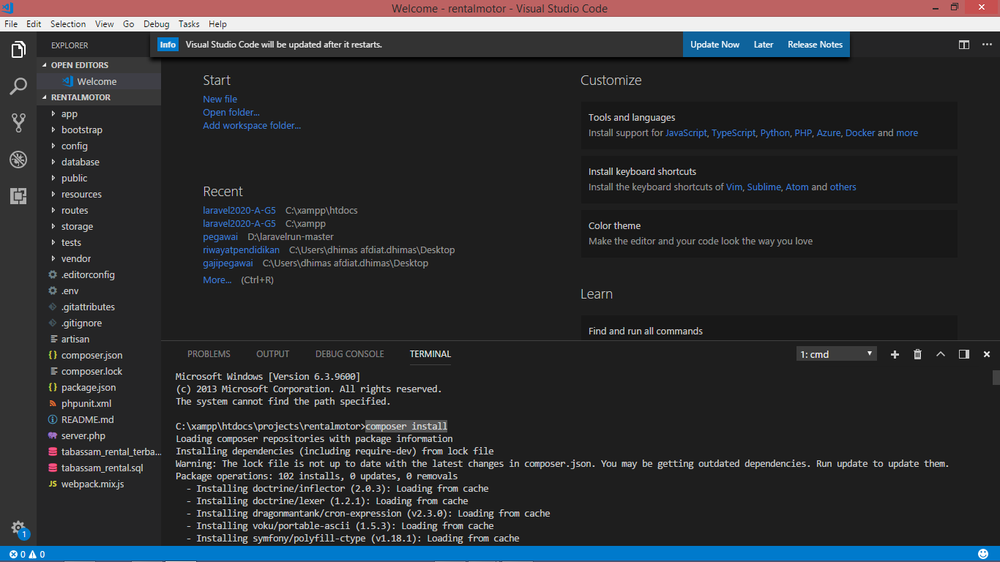 Welcome - rentalmotor - Visual Studio Code
File Edit Selection View Go Debug Tasks Help
EXPLORER
Info Visual Studio Code will be updated after it restarts.
Update Now Later Release Notes
OPEN EDITORS
Welcome
RENTALMOTOR
app
bootstrap
config
database
public
resources
routes
storage
tests
vendor
.editorconfig
.env
.gitattributes
.gitignore
artisan
composer.json
composer.lock
package.json
phpunit.xml
README.md
server.php
tabassam_rental_terba...
tabassam_rental.sql
JS webpack.mix.js
1
Start
New file
Open folder...
Add workspace folder...
Recent
laravel2020-A-G5 C:\xampp\htdocs
laravel2020-A-G5 C:\xampp
pegawai D:\laravelrun-master
riwayatpendidikan C:\Users\dhimas afdiat.dhimas\Desktop
gajipegawai C:\Users\dhimas afdiat.dhimas\Desktop
More... (Ctrl+R)
Customize
Tools and languages
Install support for JavaScript, TypeScript, Python, PHP, Azure, Docker and more
Install keyboard shortcuts
Install the keyboard shortcuts of Vim, Sublime, Atom and others
Color theme
Make the editor and your code look the way you love
Learn
Find and run all commands
PROBLEMS OUTPUT DEBUG CONSOLE TERMINAL
1: cmd
Microsoft Windows [Version 6.3.9600]
(c) 2013 Microsoft Corporation. All rights reserved.
The system cannot find the path specified.
C:\xampp\htdocs\projects\rentalmotor>composer install
Loading composer repositories with package information
Installing dependencies (including require-dev) from lock file
Warning: The lock file is not up to date with the latest changes in composer.json. You may be getting outdated dependencies. Run update to update them.
Package operations: 102 installs, 0 updates, 0 removals
- Installing doctrine/inflector (2.0.3): Loading from cache
- Installing doctrine/lexer (1.2.1): Loading from cache
- Installing dragonmantank/cron-expression (v2.3.0): Loading from cache
- Installing voku/portable-ascii (1.5.3): Loading from cache
- Installing symfony/polyfill-ctype (v1.18.1): Loading from cache
0 0